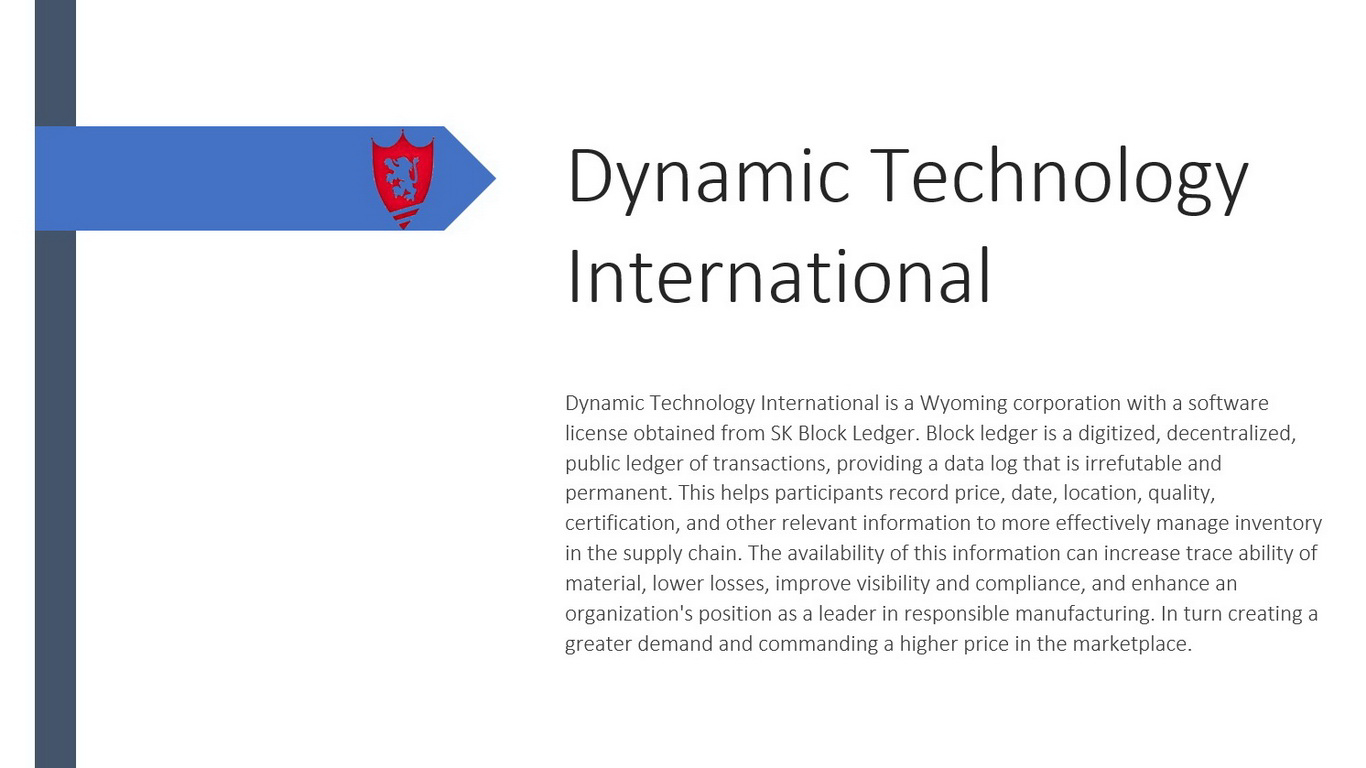 Dynamic Technology
International
Dynamic Technology International is a Wyoming corporation with a software
license obtained from SK Block Ledger. Block ledger is a digitized, decentralized,
public ledger of transactions, providing a data log that is irrefutable and
permanent. This helps participants record price, date, location, quality,
certification, and other relevant information to more effectively manage inventory
in the supply chain. The availability of this information can increase trace ability of
material, lower losses, improve visibility and compliance, and enhance an
organization's position as a leader in responsible manufacturing. In turn creating a
greater demand and commanding a higher price in the marketplace.